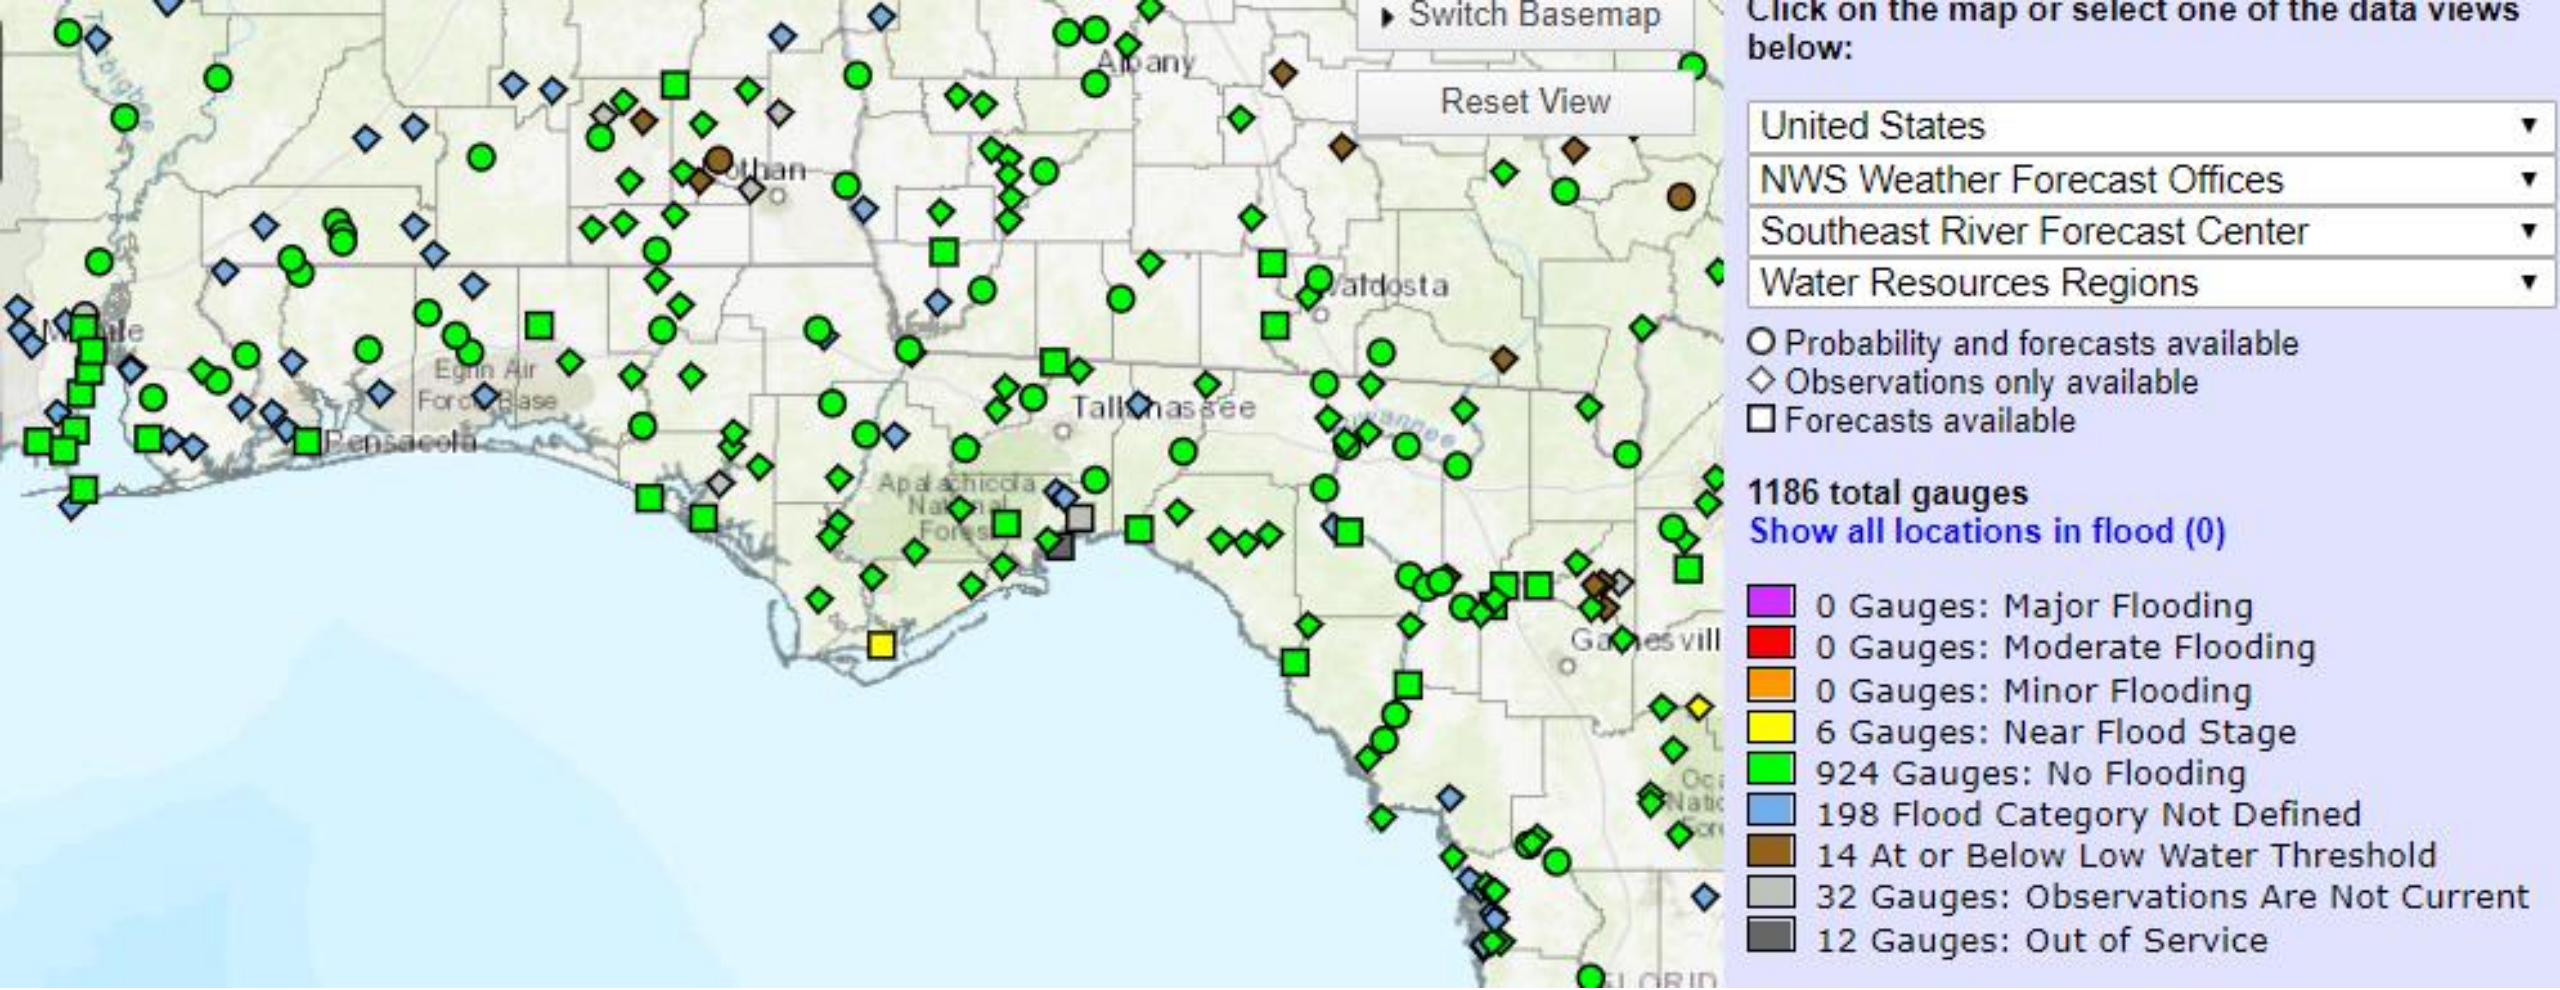 Switch Basemap
Reset View
Albany
Valdosta
Egin Air
Force Base
Pensacola
Apalachicola
Click on the map or select one of the data views
below:
United States
NWS Weather Forecast Offices
Southeast River Forecast Center
Water Resources Regions
Probability and forecasts available
Observations only available
Forecasts available
1186 total gauges
Show all locations in flood (0)
0 Gauges: Major Flooding
0 Gauges: Moderate Flooding
0 Gauges: Minor Flooding
6 Gauges: Near Flood Stage
924 Gauges: No Flooding
198 Flood Category Not Defined
14 At or Below Low Water Threshold
32 Gauges: Observations Are Not Current
12 Gauges: Out of Service